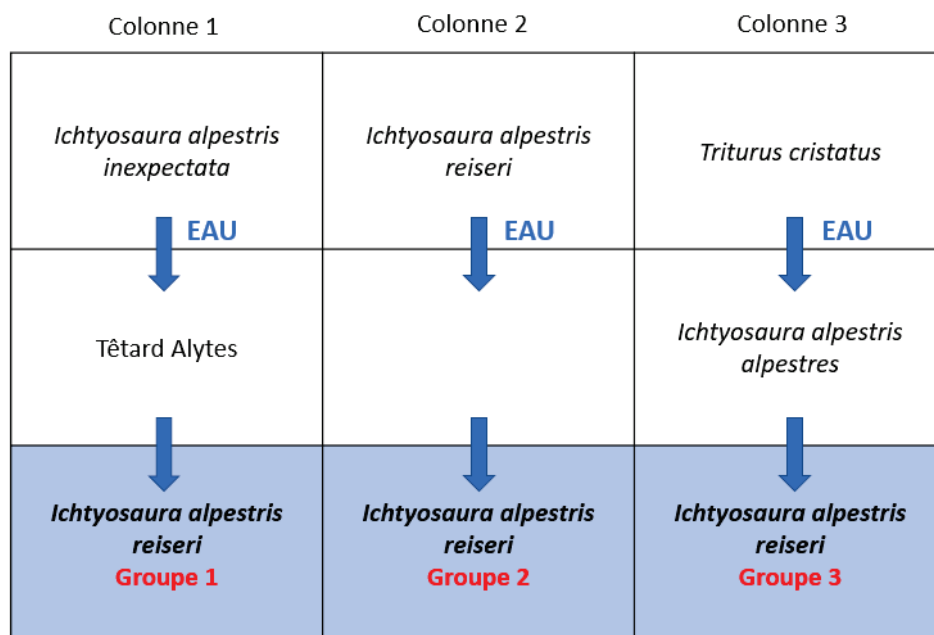 Colonne 1
Colonne 2
Colonne 3
Ichtyosaura alpestris
inexpectata
Ichtyosaura alpestris
reiseri
Triturus cristatus
EAU
EAU
EAU
Têtard Alytes
Ichtyosaura alpestris
alpestres
Ichtyosaura alpestris
reiseri
Groupe 1
Ichtyosaura alpestris
reiseri
Groupe 2
Ichtyosaura alpestris
reiseri
Groupe 3